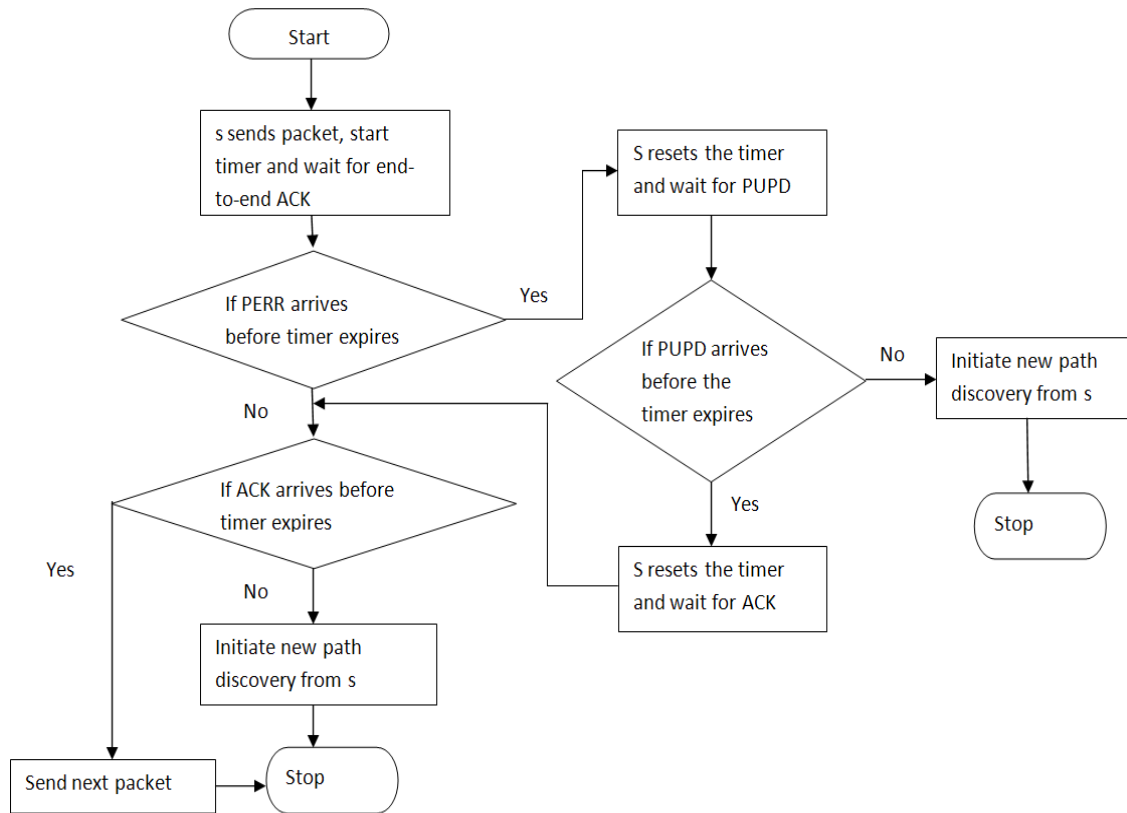 Start
s sends packet, start
timer and wait for end-
to-end ACK
If PERR arrives
before timer expires
Yes
No
S resets the timer
and wait for PUPD
If PUPD arrives
before the
timer expires
No
Initiate new path
discovery from s
Stop
Yes
S resets the timer
and wait for ACK
If ACK arrives before
timer expires
Yes
No
Initiate new path
discovery from s
Send next packet
Stop